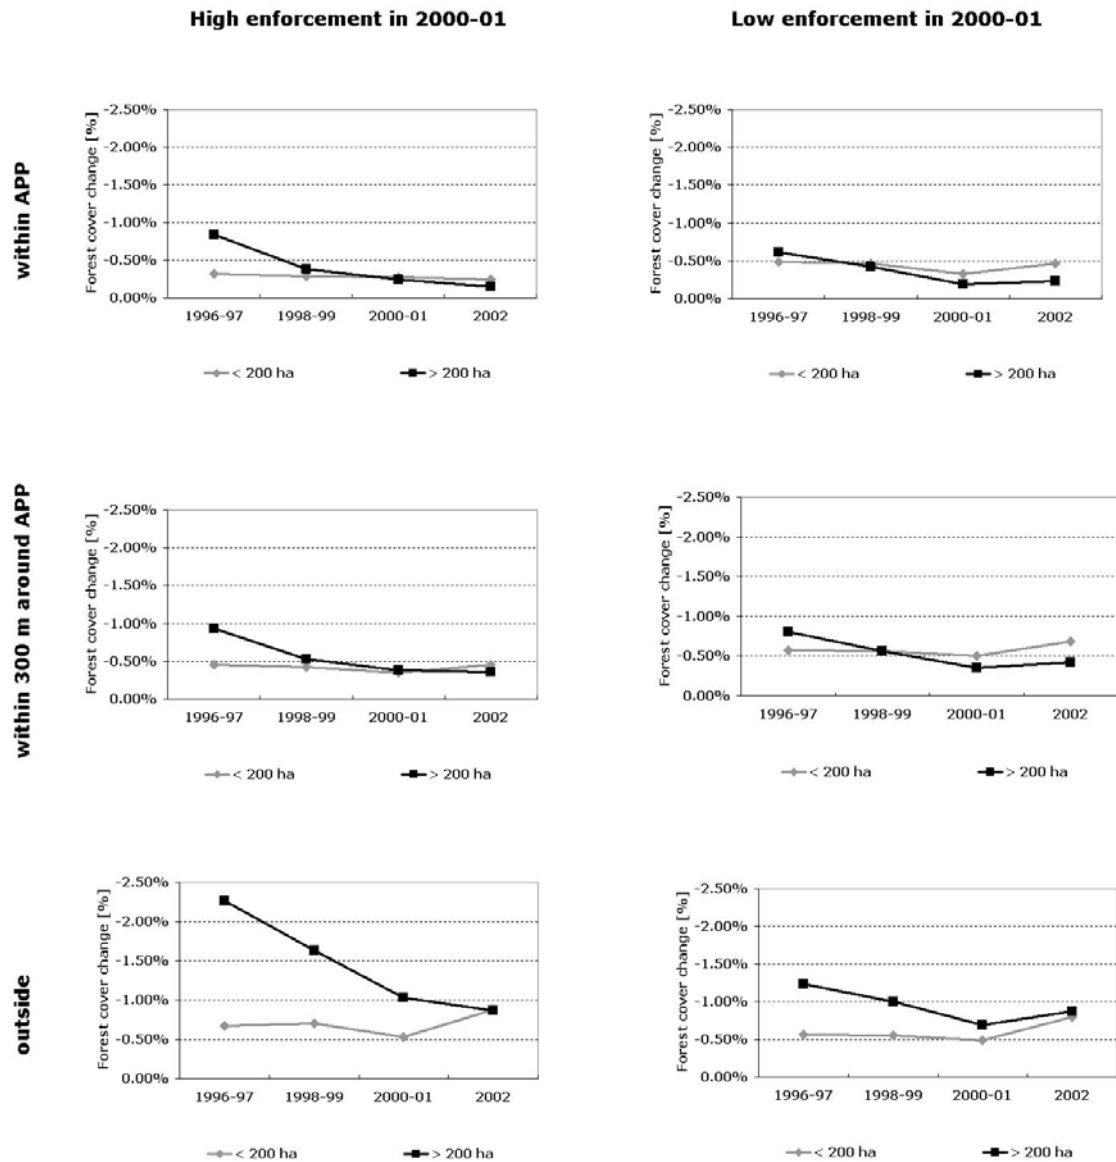 High enforcement in 2000-01
Low enforcement in 2000-01
within APP
Forest cover change [%]
-2.50%
-2.00%
-1.50%
-1.00%
-0.50%
0.00%
1996-97 1998-99 2000-01 2002
< 200 ha > 200 ha
Forest cover change [%]
-2.50%
-2.00%
-1.50%
-1.00%
-0.50%
0.00%
1996-97 1998-99 2000-01 2002
< 200 ha > 200 ha
within 300 m around APP
Forest cover change [%]
-2.50%
-2.00%
-1.50%
-1.00%
-0.50%
0.00%
1996-97 1998-99 2000-01 2002
< 200 ha > 200 ha
Forest cover change [%]
-2.50%
-2.00%
-1.50%
-1.00%
-0.50%
0.00%
1996-97 1998-99 2000-01 2002
< 200 ha > 200 ha
outside
Forest cover change [%]
-2.50%
-2.00%
-1.50%
-1.00%
-0.50%
0.00%
1996-97 1998-99 2000-01 2002
< 200 ha > 200 ha
Forest cover change [%]
-2.50%
-2.00%
-1.50%
-1.00%
-0.50%
0.00%
1996-97 1998-99 2000-01 2002
< 200 ha > 200 ha